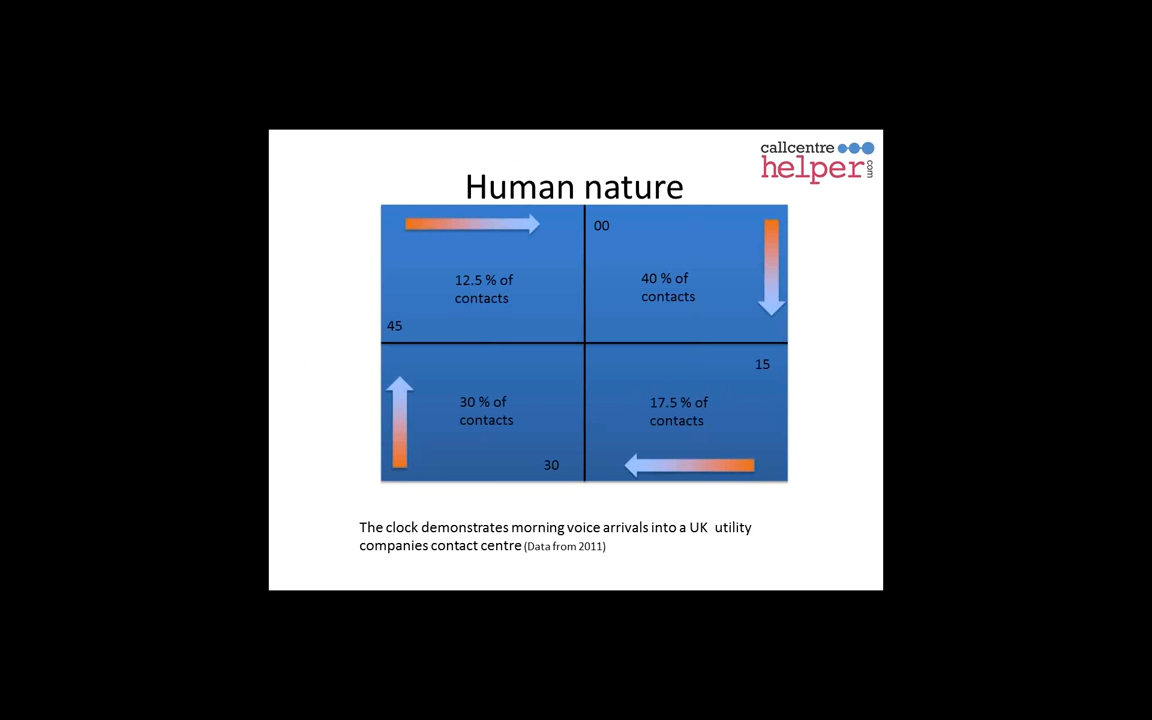 callcentre
helper
com
Human nature
00
12.5 % of
contacts
40 % of
contacts
45
15
30 % of
contacts
17.5 % of
contacts
30
The clock demonstrates morning voice arrivals into a UK  utility
companies contact centre (Data from 2011)